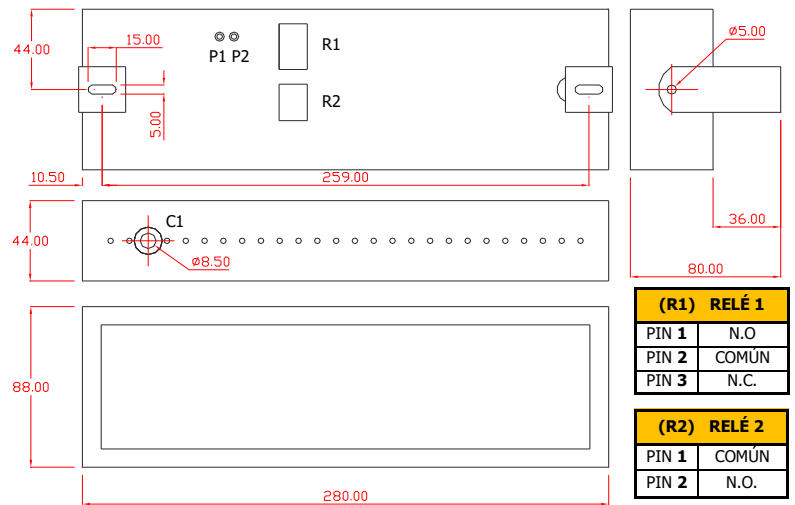 44.00
15.00
P1 P2
R1
R2
5.00
ø5.00
10.50
259.00
36.00
80.00
44.00
C1
ø8.50
88.00
280.00
(R1) RELÉ 1
PIN 1 N.O
PIN 2 COMÚN
PIN 3 N.C.
(R2) RELÉ 2
PIN 1 COMÚN
PIN 2 N.O.